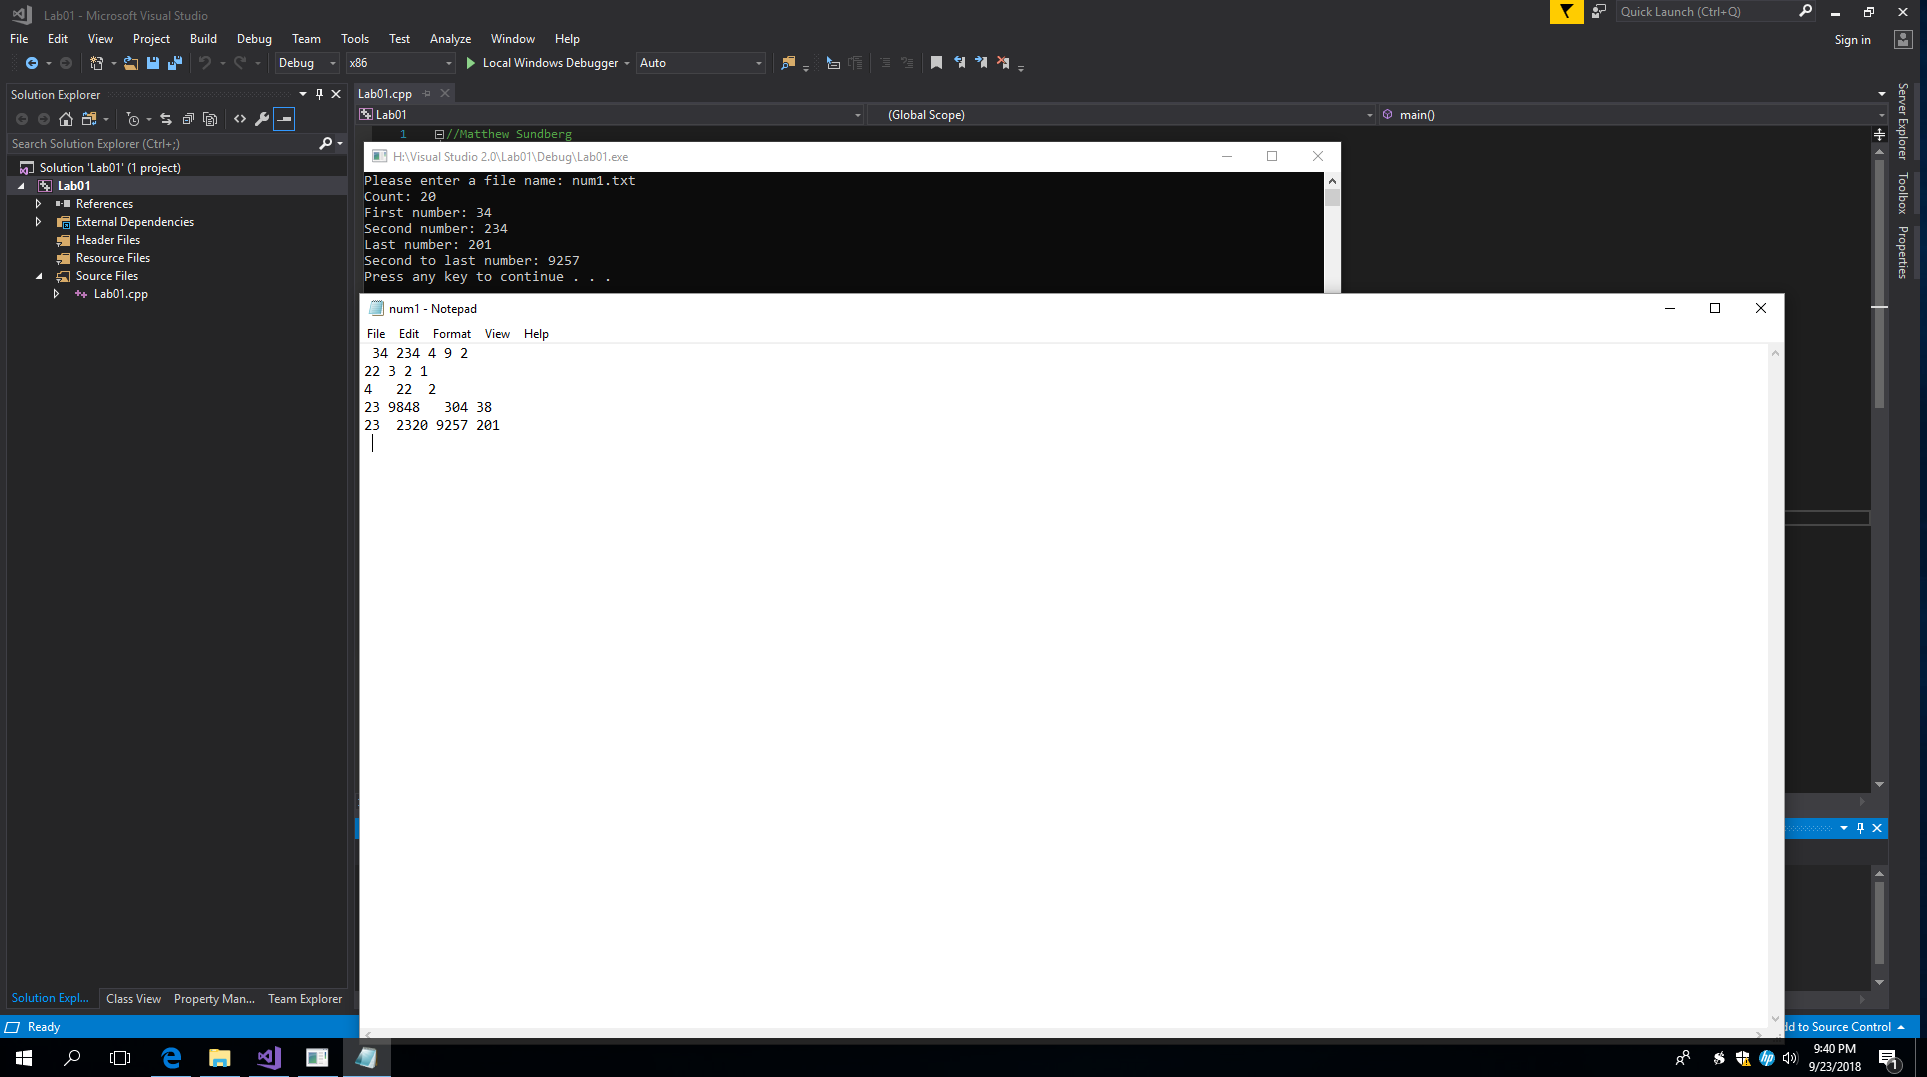 Lab01 - Microsoft Visual Studio
Quick Launch (Ctrl+Q)
File Edit View Project Build Debug Team Tools Test Analyze Window Help
Sign in
Debug x86 Local Windows Debugger Auto
Solution Explorer
Search Solution Explorer (Ctrl+;)
Solution 'Lab01' (1 project)
Lab01
References
External Dependencies
Header Files
Resource Files
Source Files
Lab01.cpp
Solution Expl... Class View Property Man... Team Explorer
Lab01.cpp
Lab01 (Global Scope) main()
1 //Matthew Sundberg
Server Explorer
Toolbox
Properties
H:\Visual Studio 2.0\Lab01\Debug\Lab01.exe
Please enter a file name: num1.txt
Count: 20
First number: 34
Second number: 234
Last number: 201
Second to last number: 9257
Press any key to continue . . .
num1 - Notepad
File Edit Format View Help
34 234 4 9 2
22 3 2 1
4 22 2
23 9848 304 38
23 2320 9257 201
Ready
dd to Source Control
hp
9:40 PM
9/23/2018
1